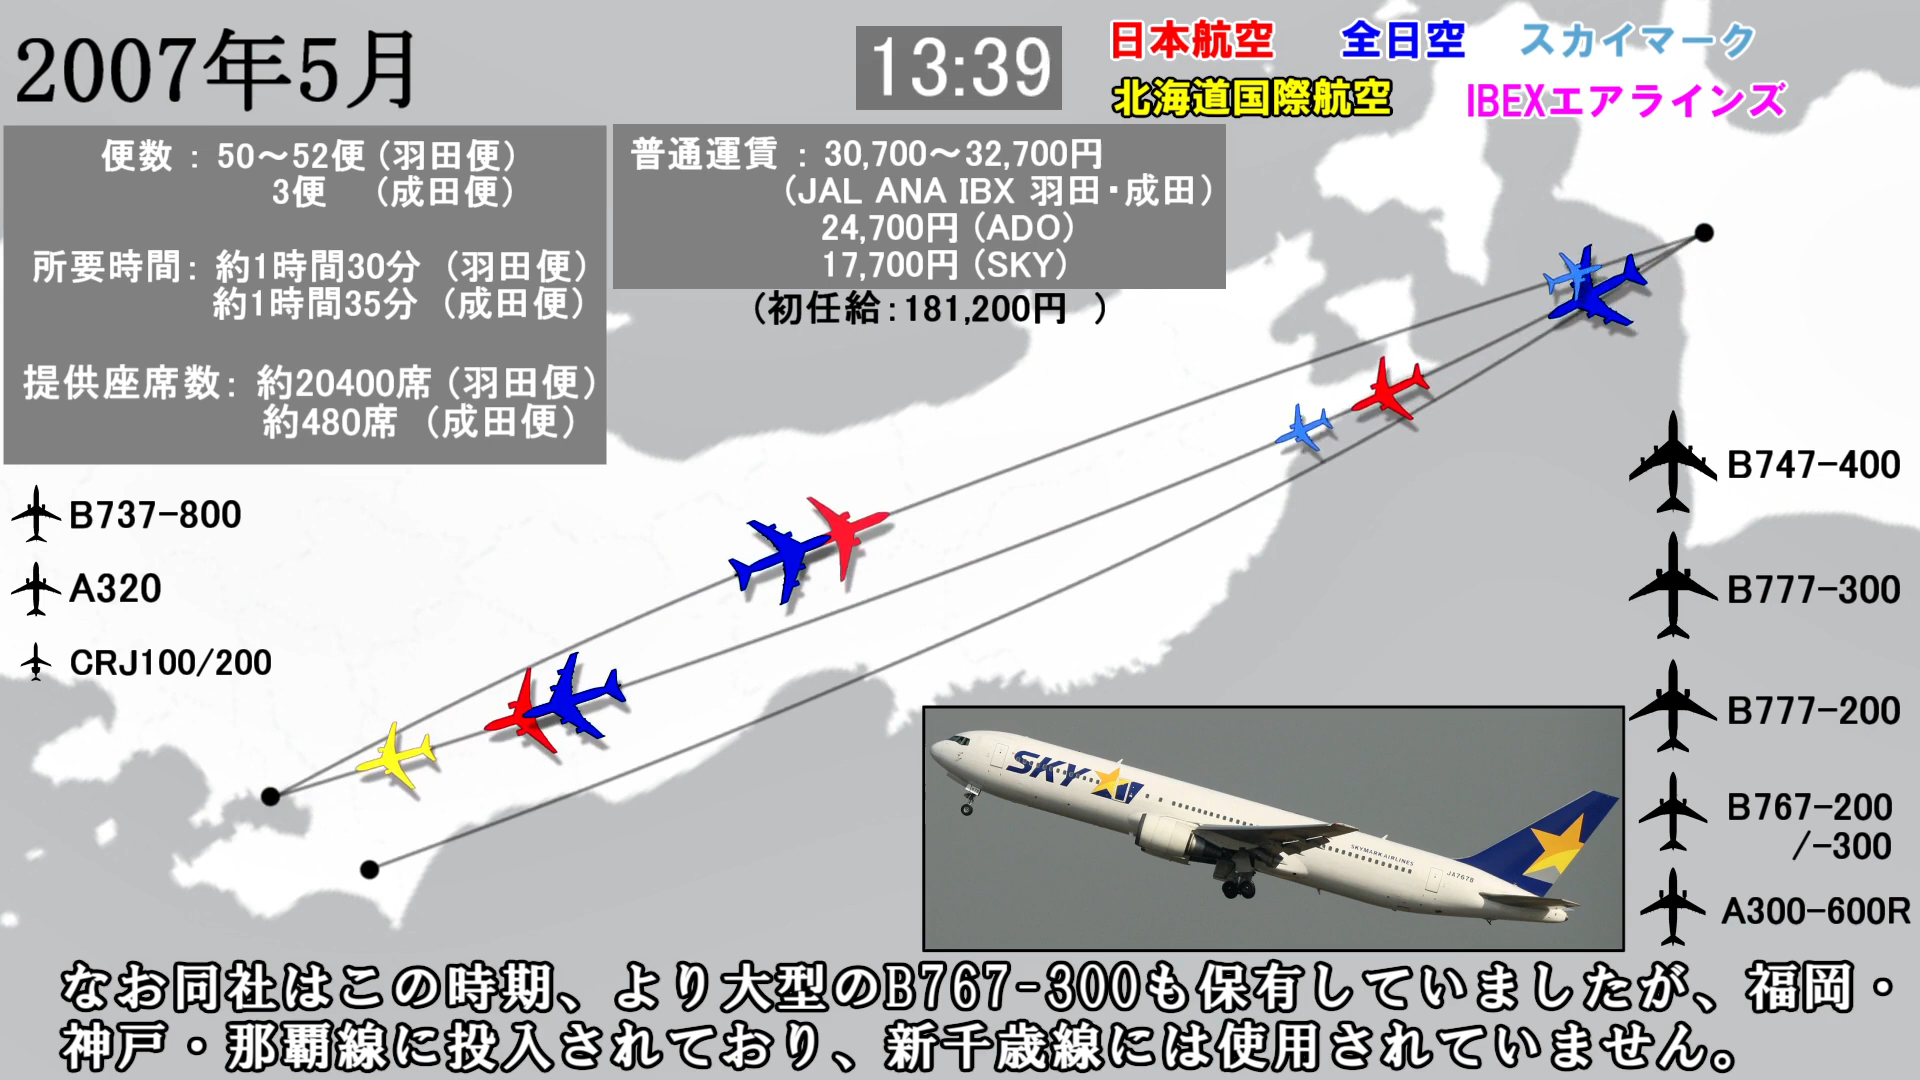 2007年5月
13:39
日本航空 全日空 スカイマーク
北海道国際航空 IBEXエアラインズ
便数：50～52便(羽田便)
3便 (成田便)
所要時間：約1時間30分 (羽田便)
約1時間35分 (成田便)
提供座席数：約20400席(羽田便)
約480席 (成田便)
普通運賃：30,700～32,700円
(JAL ANA IBX 羽田・成田)
24,700円(ADO)
17,700円(SKY)
(初任給：181,200円 )
B737-800
A320
CRJ100/200
B747-400
B777-300
B777-200
B767-200
/-300
A300-600R
SKY
SKYMARK AIRLINES
JA767B
なお同社はこの時期、より大型のB767-300も保有していましたが、福岡・
神戸・那覇線に投入されており、新千歳線には使用されていません。